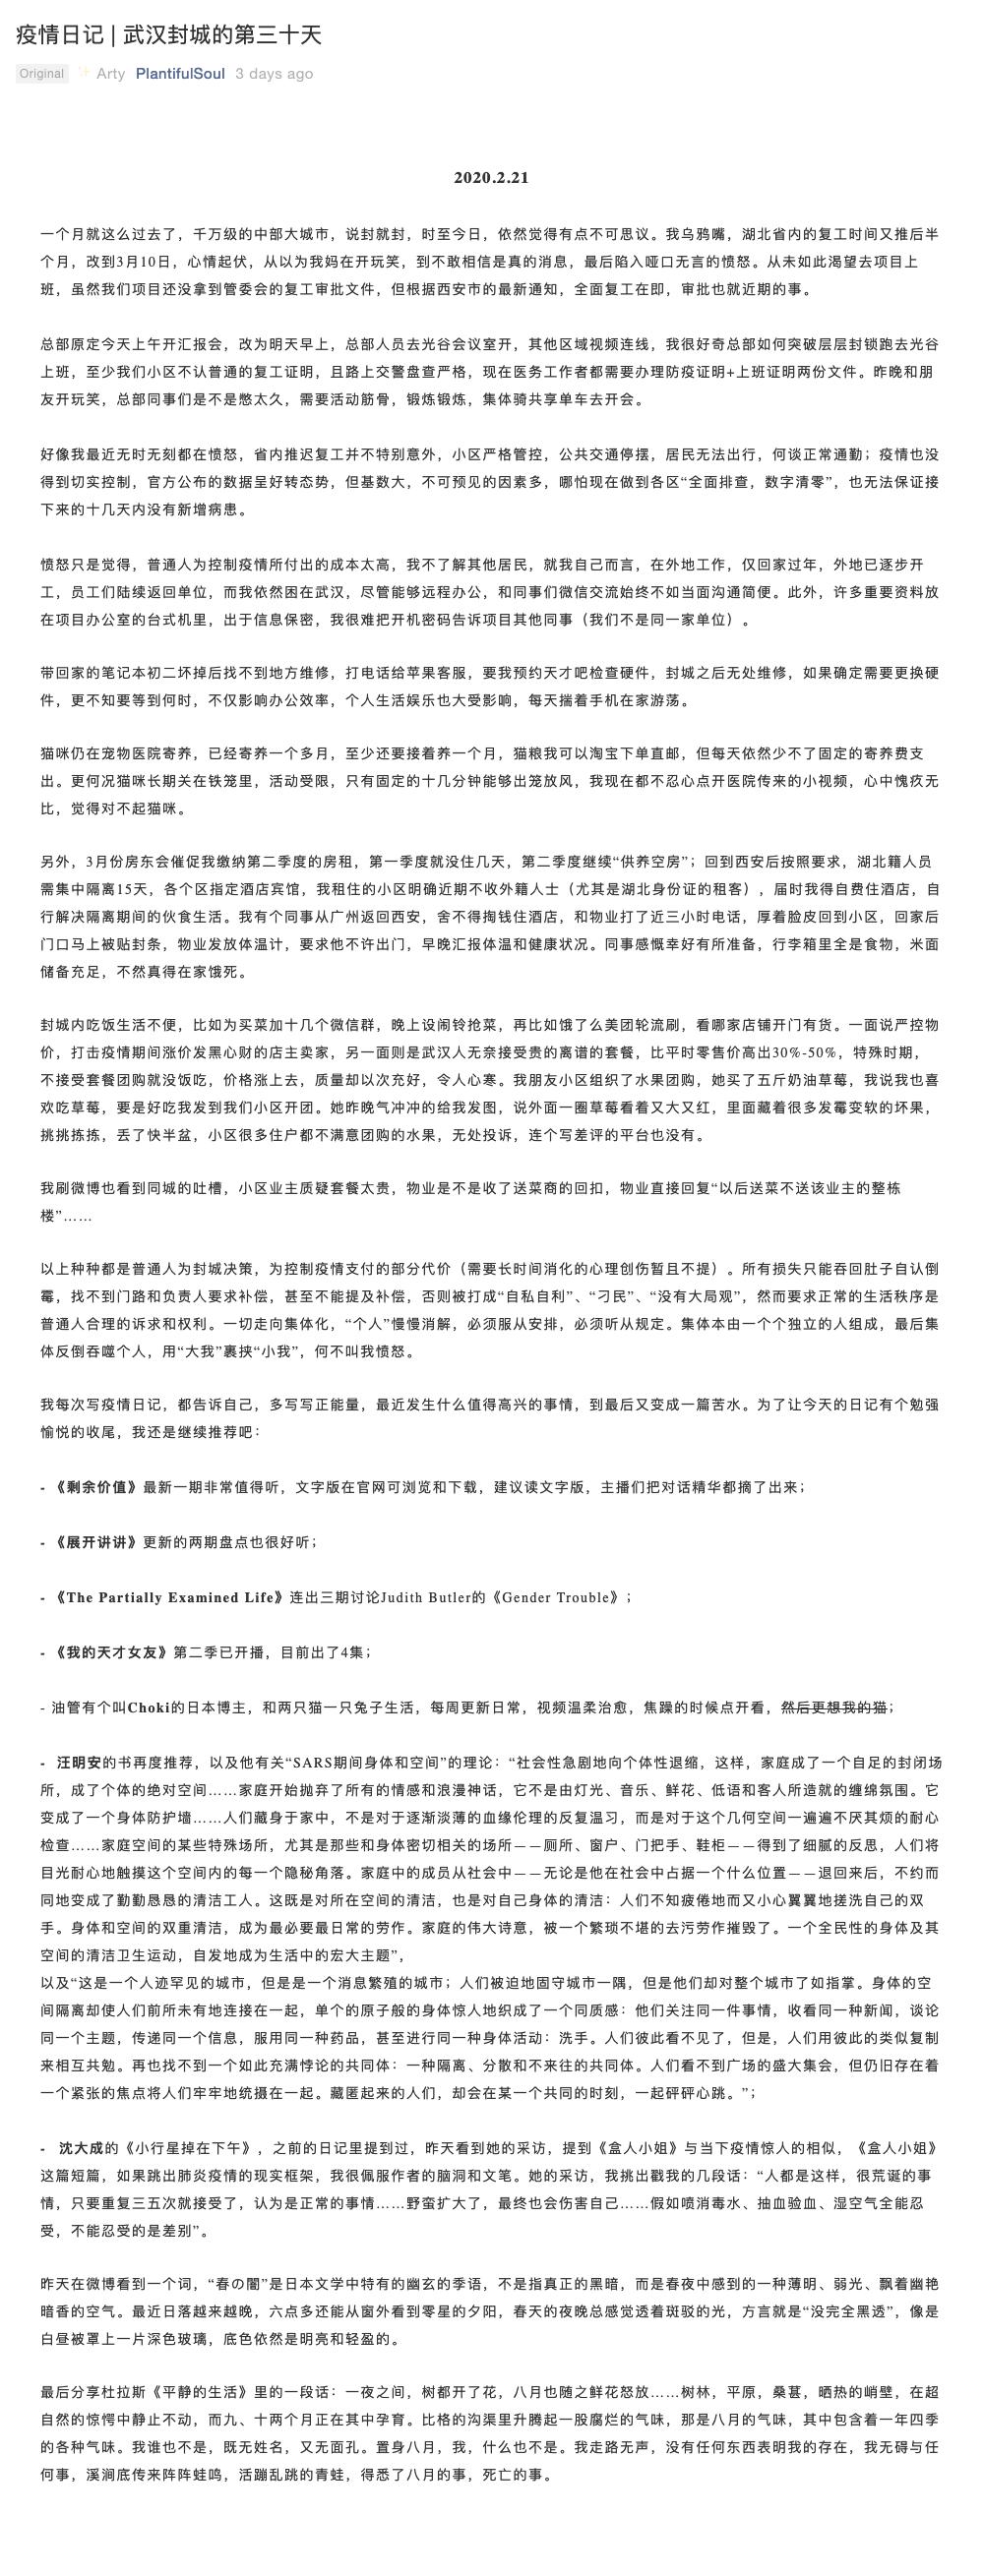 疫情日记 | 武汉封城的第三十天
Original ✨ Arty PlantifulSoul 3 days ago
2020.2.21
一个月就这么过去了，千万级的中部大城市，说封就封，时至今日，依然觉得有点不可思议。我乌鸦嘴，湖北省内的复工时间又推后半
个月，改到3月10日，心情起伏，从以为我妈在开玩笑，到不敢相信是真的消息，最后陷入哑口无言的愤怒。从未如此渴望去项目上
班，虽然我们项目还没拿到管委会的复工审批文件，但根据西安市的最新通知，全面复工在即，审批也就近期的事。
总部原定今天上午开汇报会，改为明天早上，总部人员去光谷会议室开，其他区域视频连线，我很好奇总部如何突破层层封锁跑去光谷
上班，至少我们小区不认普通的复工证明，且路上交警盘查严格，现在医务工作者都需要办理防疫证明+上班证明两份文件。昨晚和朋
友开玩笑，总部同事们是不是憋太久，需要活动筋骨，锻炼锻炼，集体骑共享单车去开会。
好像我最近无时无刻都在愤怒，省内推迟复工并不特别意外，小区严格管控，公共交通停摆，居民无法出行，何谈正常通勤；疫情也没
得到切实控制，官方公布的数据呈好转态势，但基数大，不可预见的因素多，哪怕现在做到各区“全面排查，数字清零”，也无法保证接
下来的十几天内没有新增病患。
愤怒只是觉得，普通人为控制疫情所付出的成本太高，我不了解其他居民，就我自己而言，在外地工作，仅回家过年，外地已逐步开
工，员工们陆续返回单位，而我依然困在武汉，尽管能够远程办公，和同事们微信交流始终不如当面沟通简便。此外，许多重要资料放
在项目办公室的台式机里，出于信息保密，我很难把开机密码告诉项目其他同事（我们不是同一家单位）。
带回家的笔记本初二坏掉后找不到地方维修，打电话给苹果客服，要我预约天才吧检查硬件，封城之后无处维修，如果确定需要更换硬
件，更不知要等到何时，不仅影响办公效率，个人生活娱乐也大受影响，每天揣着手机在家游荡。
猫咪仍在宠物医院寄养，已经寄养一个多月，至少还要接着养一个月，猫粮我可以淘宝下单直邮，但每天依然少不了固定的寄养费支
出。更何况猫咪长期关在铁笼里，活动受限，只有固定的十几分钟能够出笼放风，我现在都不忍心点开医院传来的小视频，心中愧疚无
比，觉得对不起猫咪。
另外，3月份房东会催促我缴纳第二季度的房租，第一季度就没住几天，第二季度继续“供养空房”；回到西安后按照要求，湖北籍人员
需集中隔离15天，各个区指定酒店宾馆，我租住的小区明确近期不收外籍人士（尤其是湖北身份证的租客），届时我得自费住酒店，自
行解决隔离期间的伙食生活。我有个同事从广州返回西安，舍不得掏钱住酒店，和物业打了近三小时电话，厚着脸皮回到小区，回家后
门口马上被贴封条，物业发放体温计，要求他不许出门，早晚汇报体温和健康状况。同事感慨幸好有所准备，行李箱里全是食物，米面
储备充足，不然真得在家饿死。
封城内吃饭生活不便，比如为买菜加十几个微信群，晚上设闹铃抢菜，再比如饿了么美团轮流刷，看哪家店铺开门有货。一面说严控物
价，打击疫情期间涨价发黑心财的店主卖家，另一面则是武汉人无奈接受贵的离谱的套餐，比平时零售价高出30%-50%，特殊时期，
不接受套餐团购就没饭吃，价格涨上去，质量却以次充好，令人心寒。我朋友小区组织了水果团购，她买了五斤奶油草莓，我说我也喜
欢吃草莓，要是好吃我发到我们小区开团。她昨晚气冲冲的给我发图，说外面一圈草莓看着又大又红，里面藏着很多发霉变软的坏果，
挑挑拣拣，丢了快半盆，小区很多住户都不满意团购的水果，无处投诉，连个写差评的平台也没有。
我刷微博也看到同城的吐槽，小区业主质疑套餐太贵，物业是不是收了送菜商的回扣，物业直接回复“以后送菜不送该业主的整栋
楼”……
以上种种都是普通人为封城决策，为控制疫情支付的部分代价（需要长时间消化的心理创伤暂且不提）。所有损失只能吞回肚子自认倒
霉，找不到门路和负责人要求补偿，甚至不能提及补偿，否则被打成“自私自利”、“刁民”、“没有大局观”，然而要求正常的生活秩序是
普通人合理的诉求和权利。一切走向集体化，“个人”慢慢消解，必须服从安排，必须听从规定。集体本由一个个独立的人组成，最后集
体反倒吞噬个人，用“大我”裹挟“小我”，何不叫我愤怒。
我每次写疫情日记，都告诉自己，多写写正能量，最近发生什么值得高兴的事情，到最后又变成一篇苦水。为了让今天的日记有个勉强
愉悦的收尾，我还是继续推荐吧：
- 《剩余价值》最新一期非常值得听，文字版在官网可浏览和下载，建议读文字版，主播们把对话精华都摘了出来；
- 《展开讲讲》更新的两期盘点也很好听；
- 《The Partially Examined Life》连出三期讨论Judith Butler的《Gender Trouble》；
- 《我的天才女友》第二季已开播，目前出了4集；
- 油管有个叫Choki的日本博主，和两只猫一只兔子生活，每周更新日常，视频温柔治愈，焦躁的时候点开看，然后更想我的猫；
- 汪明安的书再度推荐，以及他有关“SARS期间身体和空间”的理论：“社会性急剧地向个体性退缩，这样，家庭成了一个自足的封闭场
所，成了个体的绝对空间……家庭开始抛弃了所有的情感和浪漫神话，它不是由灯光、音乐、鲜花、低语和客人所造就的缠绵氛围。它
变成了一个身体防护墙……人们藏身于家中，不是对于逐渐淡薄的血缘伦理的反复温习，而是对于这个几何空间一遍遍不厌其烦的耐心
检查……家庭空间的某些特殊场所，尤其是那些和身体密切相关的场所——厕所、窗户、门把手、鞋柜——得到了细腻的反思，人们将
目光耐心地触摸这个空间内的每一个隐秘角落。家庭中的成员从社会中——无论是他在社会中占据一个什么位置——退回来后，不约而
同地变成了勤勤恳恳的清洁工人。这既是对所在空间的清洁，也是对自己身体的清洁：人们不知疲倦地而又小心翼翼地搓洗自己的双
手。身体和空间的双重清洁，成为最必要最日常的劳作。家庭的伟大诗意，被一个繁琐不堪的去污劳作摧毁了。一个全民性的身体及其
空间的清洁卫生运动，自发地成为生活中的宏大主题”，
以及“这是一个人迹罕见的城市，但是是一个消息繁殖的城市；人们被迫地固守城市一隅，但是他们却对整个城市了如指掌。身体的空
间隔离却使人们前所未有地连接在一起，单个的原子般的身体惊人地织成了一个同质感：他们关注同一件事情，收看同一种新闻，谈论
同一个主题，传递同一个信息，服用同一种药品，甚至进行同一种身体活动：洗手。人们彼此看不见了，但是，人们用彼此的类似复制
来相互共勉。再也找不到一个如此充满悖论的共同体：一种隔离、分散和不来往的共同体。人们看不到广场的盛大集会，但仍旧存在着
一个紧张的焦点将人们牢牢地统摄在一起。藏匿起来的人们，却会在某一个共同的时刻，一起砰砰心跳。”；
- 沈大成的《小行星掉在下午》，之前的日记里提到过，昨天看到她的采访，提到《盒人小姐》与当下疫情惊人的相似，《盒人小姐》
这篇短篇，如果跳出肺炎疫情的现实框架，我很佩服作者的脑洞和文笔。她的采访，我挑出戳我的几段话：“人都是这样，很荒诞的事
情，只要重复三五次就接受了，认为是正常的事情……野蛮扩大了，最终也会伤害自己……假如喷消毒水、抽血验血、湿空气全能忍
受，不能忍受的是差别”。
昨天在微博看到一个词，“春の闇”是日本文学中特有的幽玄的季语，不是指真正的黑暗，而是春夜中感到的一种薄明、弱光、飘着幽艳
暗香的空气。最近日落越来越晚，六点多还能从窗外看到零星的夕阳，春天的夜晚总感觉透着斑驳的光，方言就是“没完全黑透”，像是
白昼被罩上一片深色玻璃，底色依然是明亮和轻盈的。
最后分享杜拉斯《平静的生活》里的一段话：一夜之间，树都开了花，八月也随之鲜花怒放……树林，平原，桑葚，晒热的峭壁，在超
自然的惊愕中静止不动，而九、十两个月正在其中孕育。比格的沟渠里升腾起一股腐烂的气味，那是八月的气味，其中包含着一年四季
的各种气味。我谁也不是，既无姓名，又无面孔。置身八月，我，什么也不是。我走路无声，没有任何东西表明我的存在，我无碍与任
何事，溪涧底传来阵阵蛙鸣，活蹦乱跳的青蛙，得悉了八月的事，死亡的事。